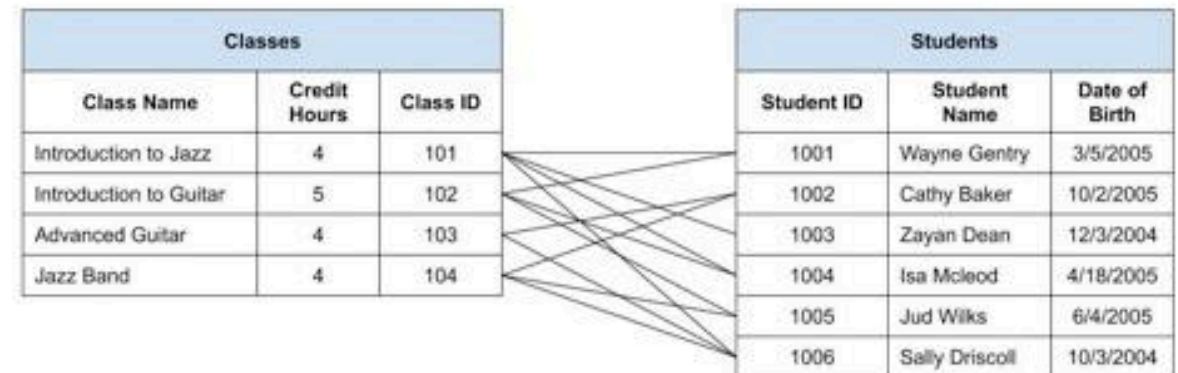 Classes
Class Name Credit Hours Class ID
Introduction to Jazz 4 101
Introduction to Guitar 5 102
Advanced Guitar 4 103
Jazz Band 4 104
Students
Student ID Student Name Date of Birth
1001 Wayne Gentry 3/5/2005
1002 Cathy Baker 10/2/2005
1003 Zayan Dean 12/3/2004
1004 Isa Mcleod 4/18/2005
1005 Jud Wilks 6/4/2005
1006 Sally Driscoll 10/3/2004